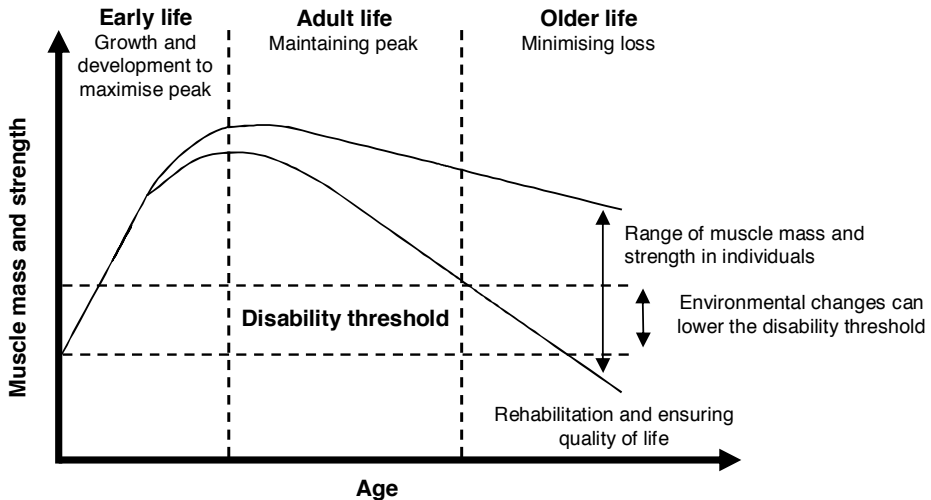 Early life
Growth and
development to
maximise peak
Adult life
Maintaining peak
Older life
Minimising loss
Muscle mass and strength
Range of muscle mass and
strength in individuals
Environmental changes can
lower the disability threshold
Disability threshold
Rehabilitation and ensuring
quality of life
Age